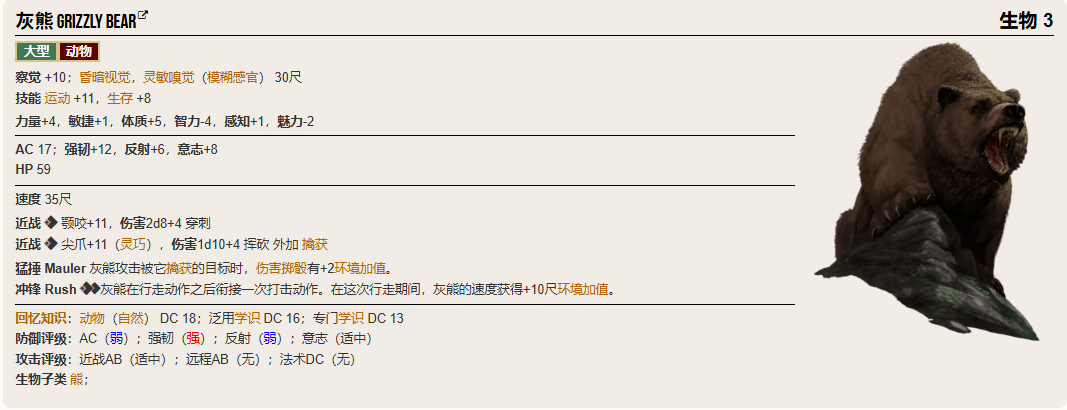 灰熊 GRIZZLY BEAR
生物 3
大型 动物
察觉 +10；昏暗视觉，灵敏嗅觉（模糊感官） 30尺
技能 运动 +11，生存 +8
力量+4，敏捷+1，体质+5，智力-4，感知+1，魅力-2
AC 17；强韧+12，反射+6，意志+8
HP 59
速度 35尺
近战 颚咬+11，伤害2d8+4 穿刺
近战 尖爪+11（灵巧），伤害1d10+4 挥砍 外加 擒获
猛捶 Mauler 灰熊攻击被它擒获的目标时，伤害掷骰有+2环境加值。
冲锋 Rush 灰熊在行走动作之后衔接一次打击动作。在这次行走期间，灰熊的速度获得+10尺环境加值。
回忆知识：动物（自然） DC 18；泛用学识 DC 16；专门学识 DC 13
防御评级：AC（弱）；强韧（强）；反射（弱）；意志（适中）
攻击评级：近战AB（适中）；远程AB（无）；法术DC（无）
生物子类 熊；